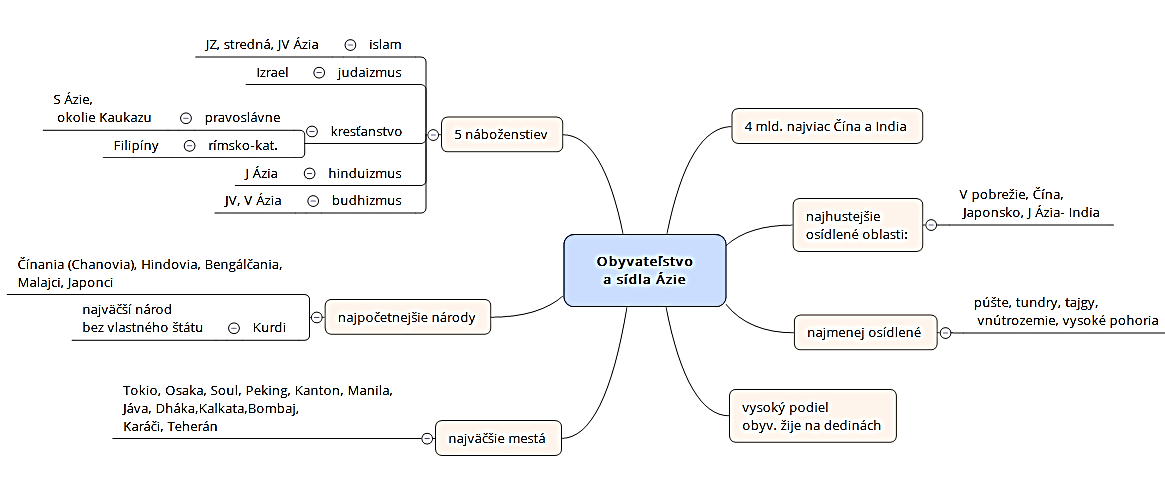 JZ, stredná, JV Ázia
islam
Izrael
judaizmus
S Ázie,
okolie Kaukazu
pravoslávne
Filipíny
rímsko-kat.
kresťanstvo
J Ázia
hinduizmus
JV, V Ázia
budhizmus
5 náboženstiev
Čínania (Chanovia), Hindovia, Bengálčania,
Malajci, Japonci
najväčší národ
bez vlastného štátu
Kurdi
najpočetnejšie národy
Tokio, Osaka, Soul, Peking, Kanton, Manila,
Jáva, Dháka,Kalkata,Bombaj,
Karáči, Teherán
najväčšie mestá
Obyvateľstvo
a sídla Ázie
4 mld. najviac Čína a India
najhustejšie
osídlené oblasti:
V pobrežie, Čína,
Japonsko, J Ázia- India
najmenej osídlené
púšte, tundry, tajgy,
vnútrozemie, vysoké pohoria
vysoký podiel
obyv. žije na dedinách